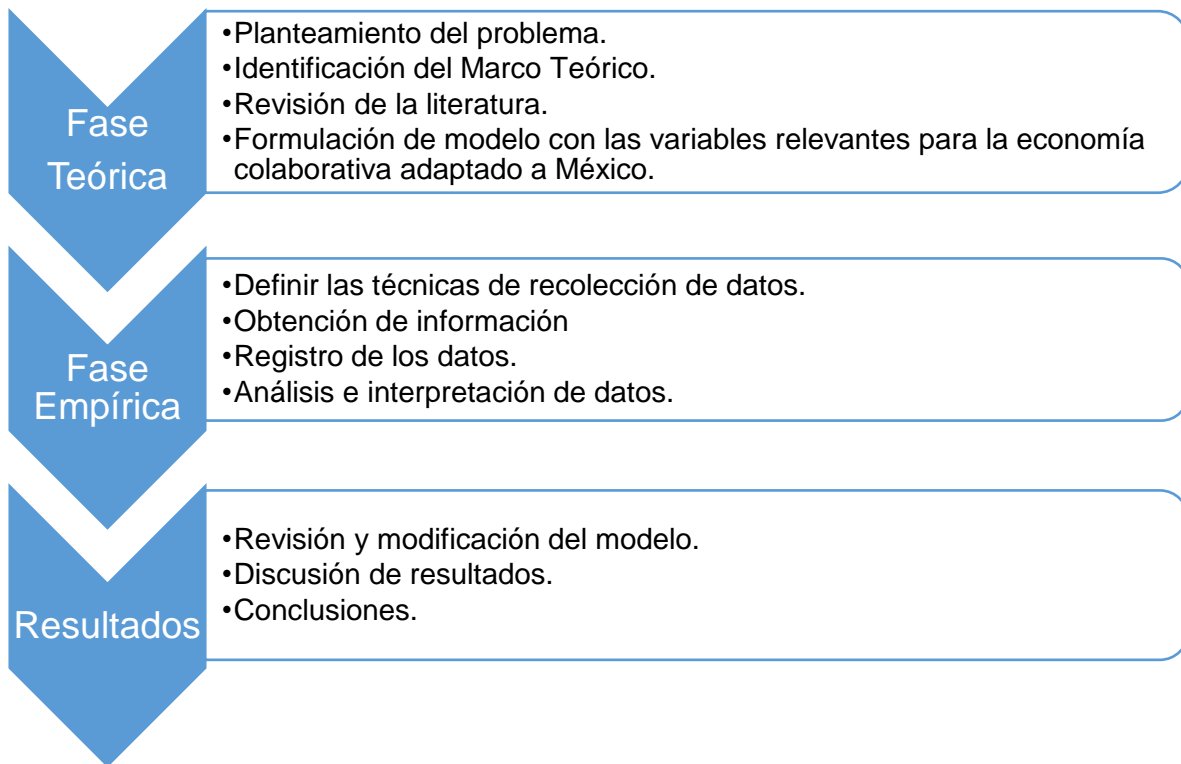 Fase
Teórica
•Planteamiento del problema.
•Identificación del Marco Teórico.
•Revisión de la literatura.
•Formulación de modelo con las variables relevantes para la economía
colaborativa adaptado a México.
Fase
Empírica
•Definir las técnicas de recolección de datos.
•Obtención de información
•Registro de los datos.
•Análisis e interpretación de datos.
Resultados
•Revisión y modificación del modelo.
•Discusión de resultados.
•Conclusiones.